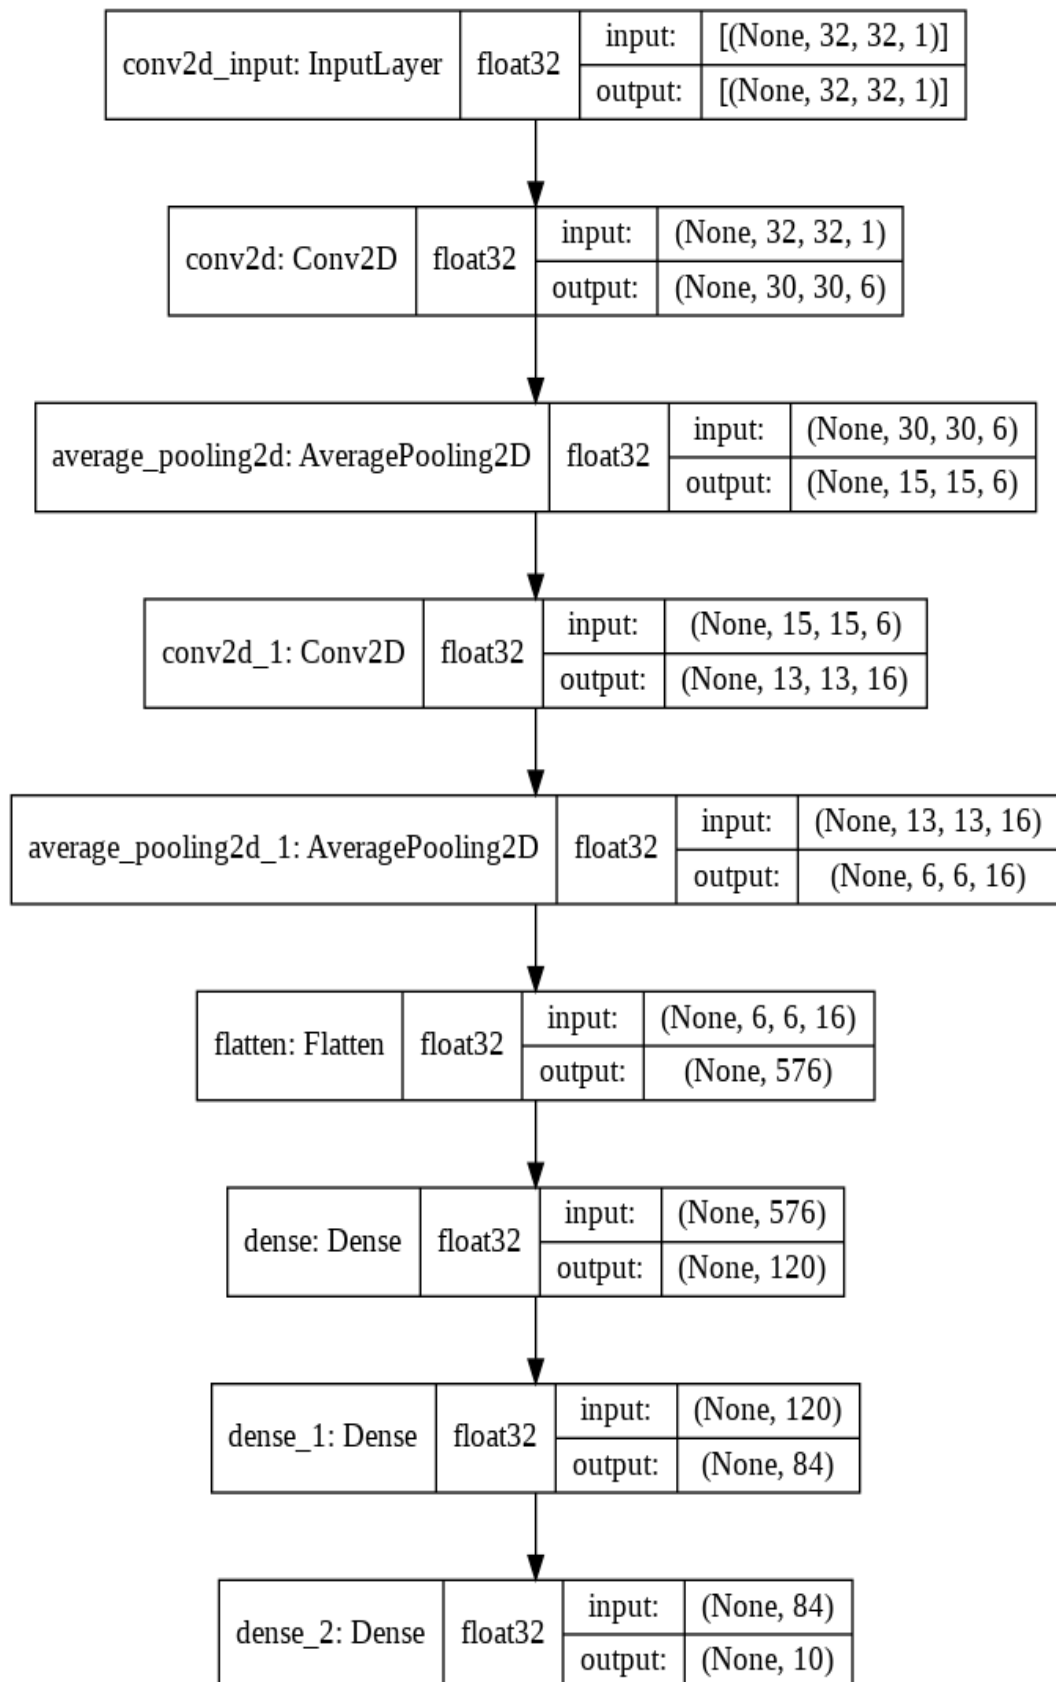 conv2d_input: InputLayer float32 input: [(None, 32, 32, 1)]
output: [(None, 32, 32, 1)]
conv2d: Conv2D float32 input: (None, 32, 32, 1)
output: (None, 30, 30, 6)
average_pooling2d: AveragePooling2D float32 input: (None, 30, 30, 6)
output: (None, 15, 15, 6)
conv2d_1: Conv2D float32 input: (None, 15, 15, 6)
output: (None, 13, 13, 16)
average_pooling2d_1: AveragePooling2D float32 input: (None, 13, 13, 16)
output: (None, 6, 6, 16)
flatten: Flatten float32 input: (None, 6, 6, 16)
output: (None, 576)
dense: Dense float32 input: (None, 576)
output: (None, 120)
dense_1: Dense float32 input: (None, 120)
output: (None, 84)
dense_2: Dense float32 input: (None, 84)
output: (None, 10)